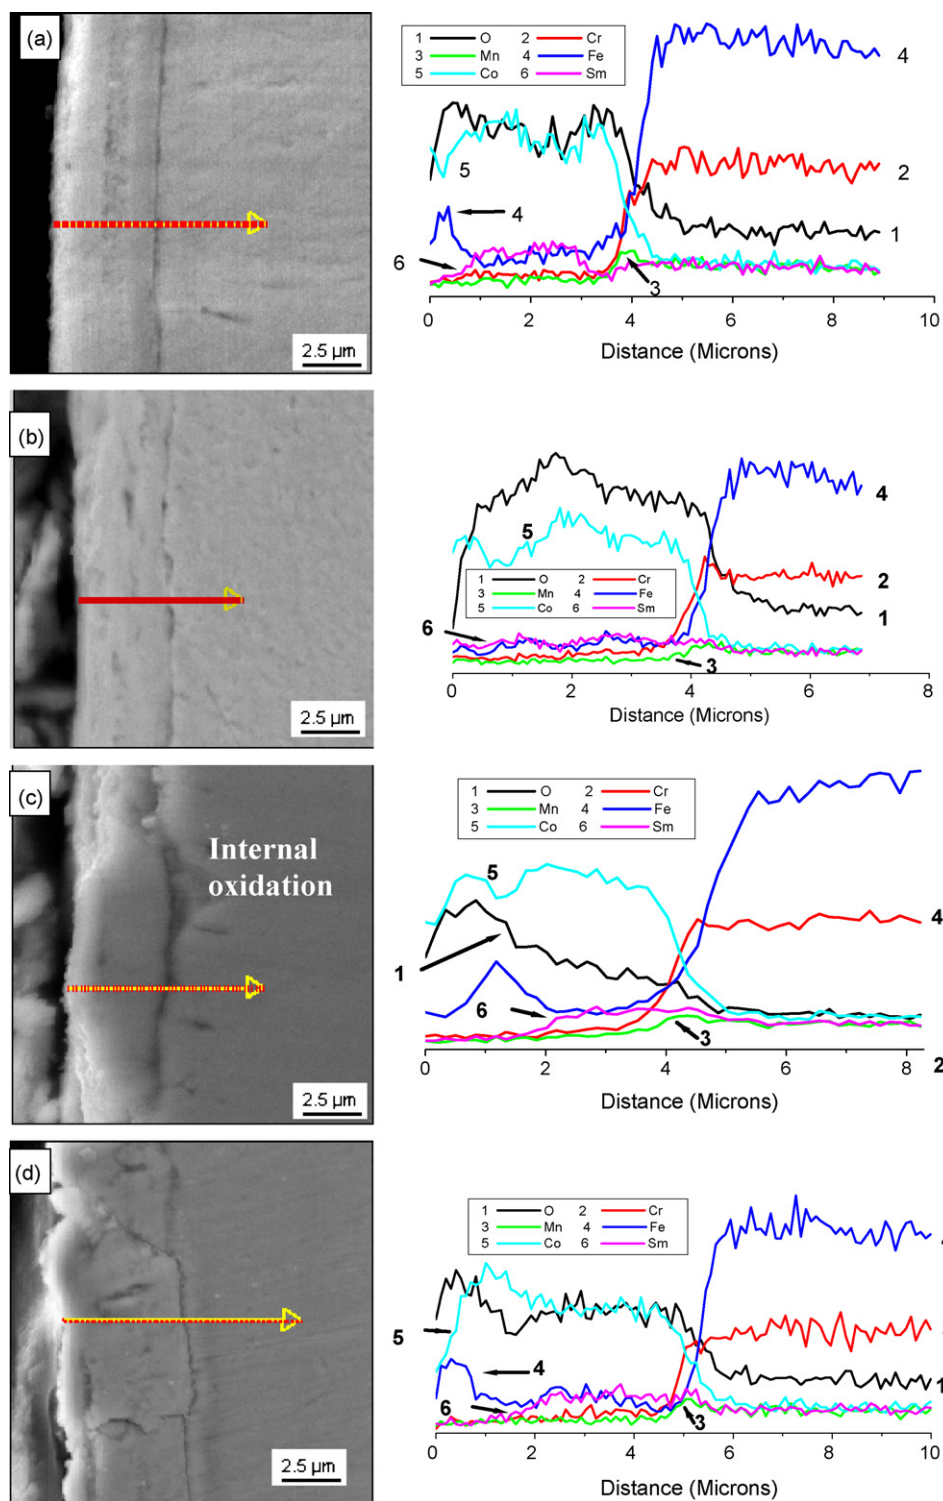 (a)
2.5 µm
1 O 2 Cr
3 Mn 4 Fe
5 Co 6 Sm
4
2
1
5
4
6
3
0 2 4 6 8 10
Distance (Microns)
(b)
2.5 µm
4
5
1 O 2 Cr
3 Mn 4 Fe
5 Co 6 Sm
2
1
6
3
0 2 4 6 8
Distance (Microns)
(c)
Internal
oxidation
2.5 µm
1 O 2 Cr
3 Mn 4 Fe
5 Co 6 Sm
5
4
1
6
3
2
0 2 4 6 8
Distance (Microns)
(d)
2.5 µm
1 O 2 Cr
3 Mn 4 Fe
5 Co 6 Sm
5
4
1
6
3
0 2 4 6 8 10
Distance (Microns)